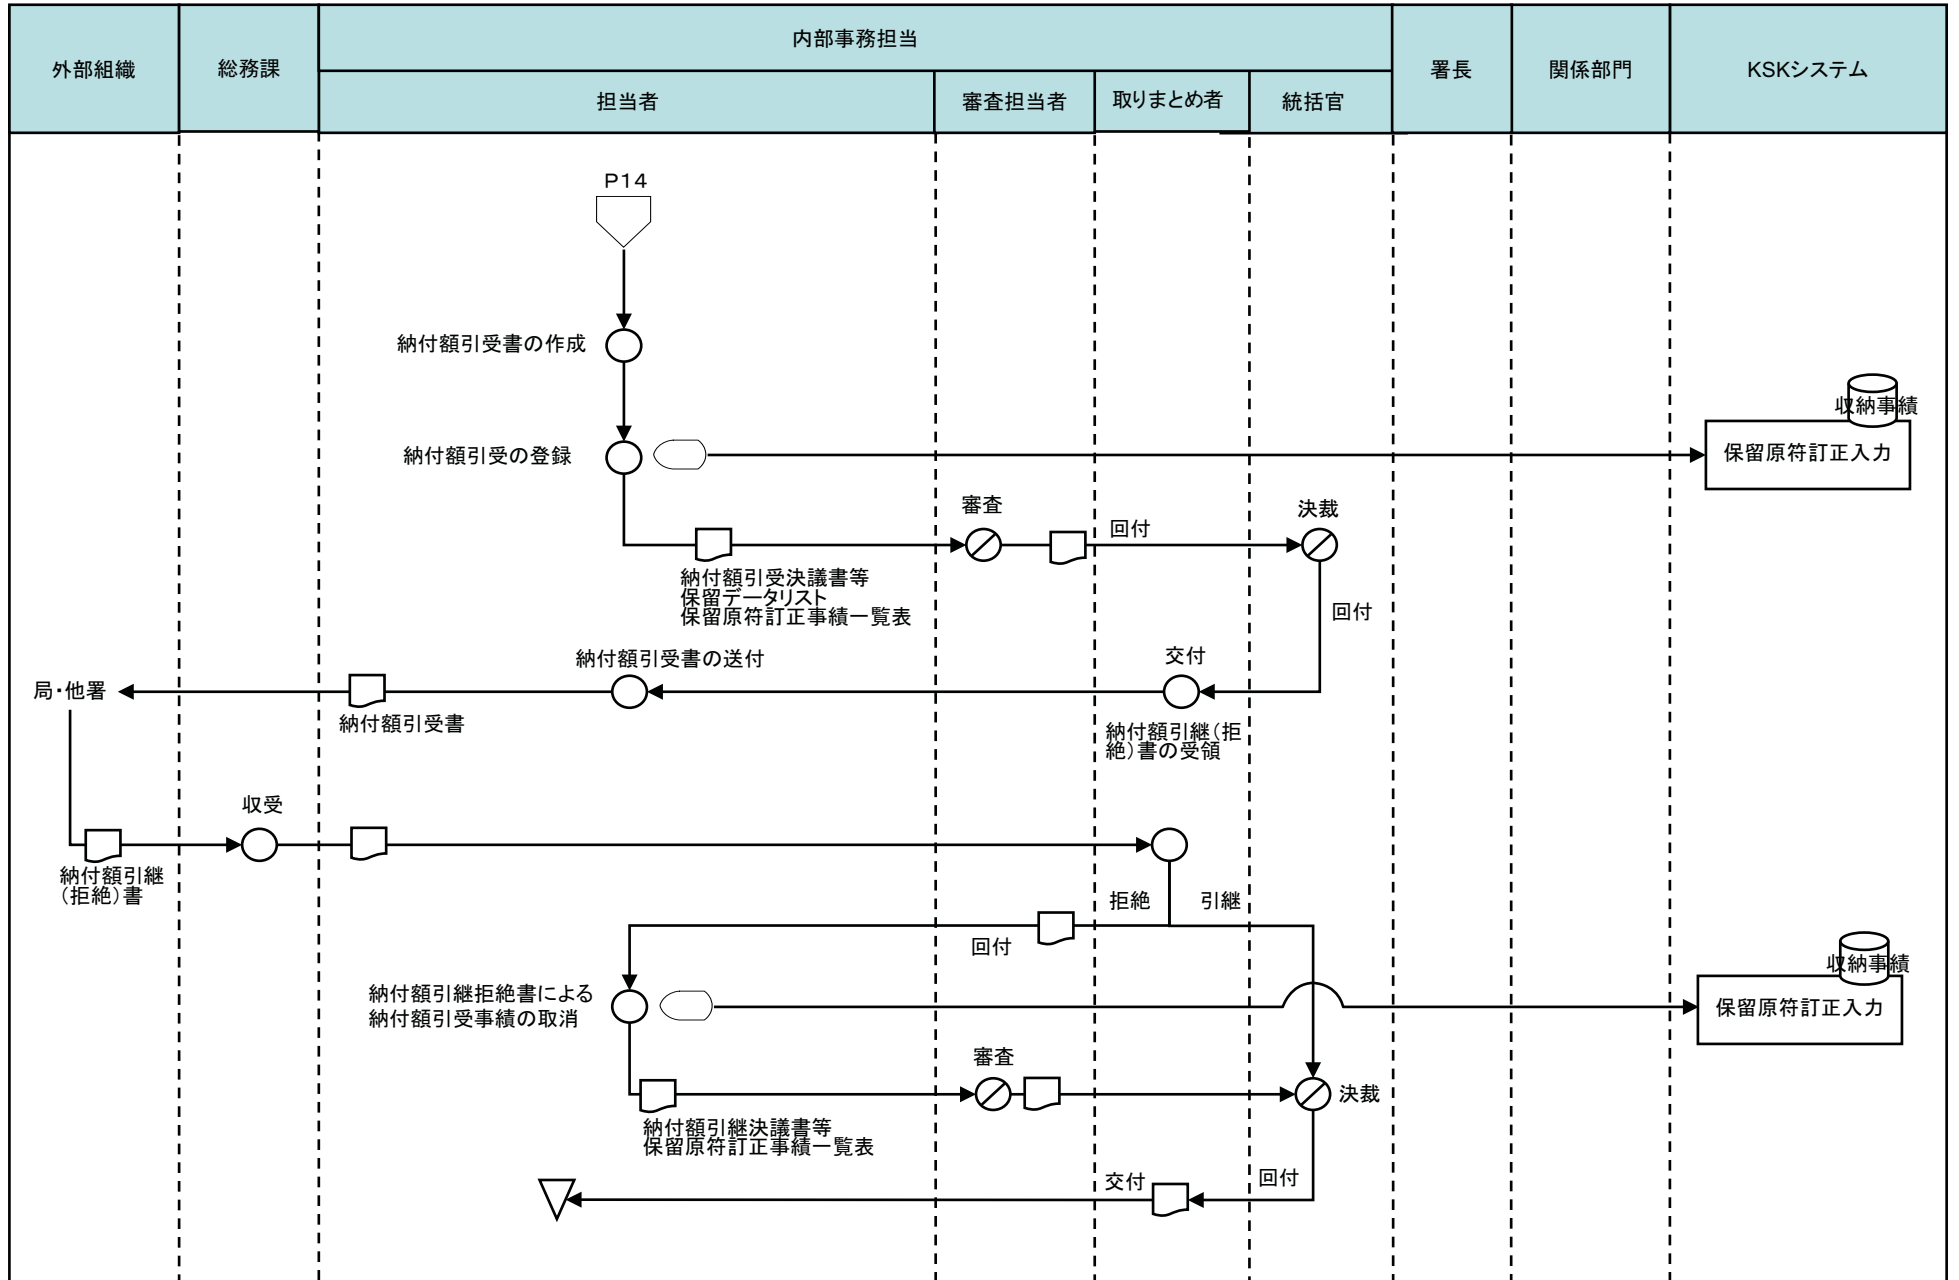 外部組織
総務課
内部事務担当
署長
関係部門
KSKシステム
担当者
審査担当者
取りまとめ者
統括官
P14
納付額引受書の作成
収納事績
納付額引受の登録
保留原符訂正入力
審査
回付
決裁
納付額引受決議書等
保留データリスト
保留原符訂正事績一覧表
回付
納付額引受書の送付
交付
局・他署
納付額引受書
納付額引継（拒
絶）書の受領
収受
納付額引継
（拒絶）書
拒絶
引継
回付
収納事績
納付額引継拒絶書による
納付額引受事績の取消
保留原符訂正入力
審査
決裁
納付額引継決議書等
保留原符訂正事績一覧表
交付
回付